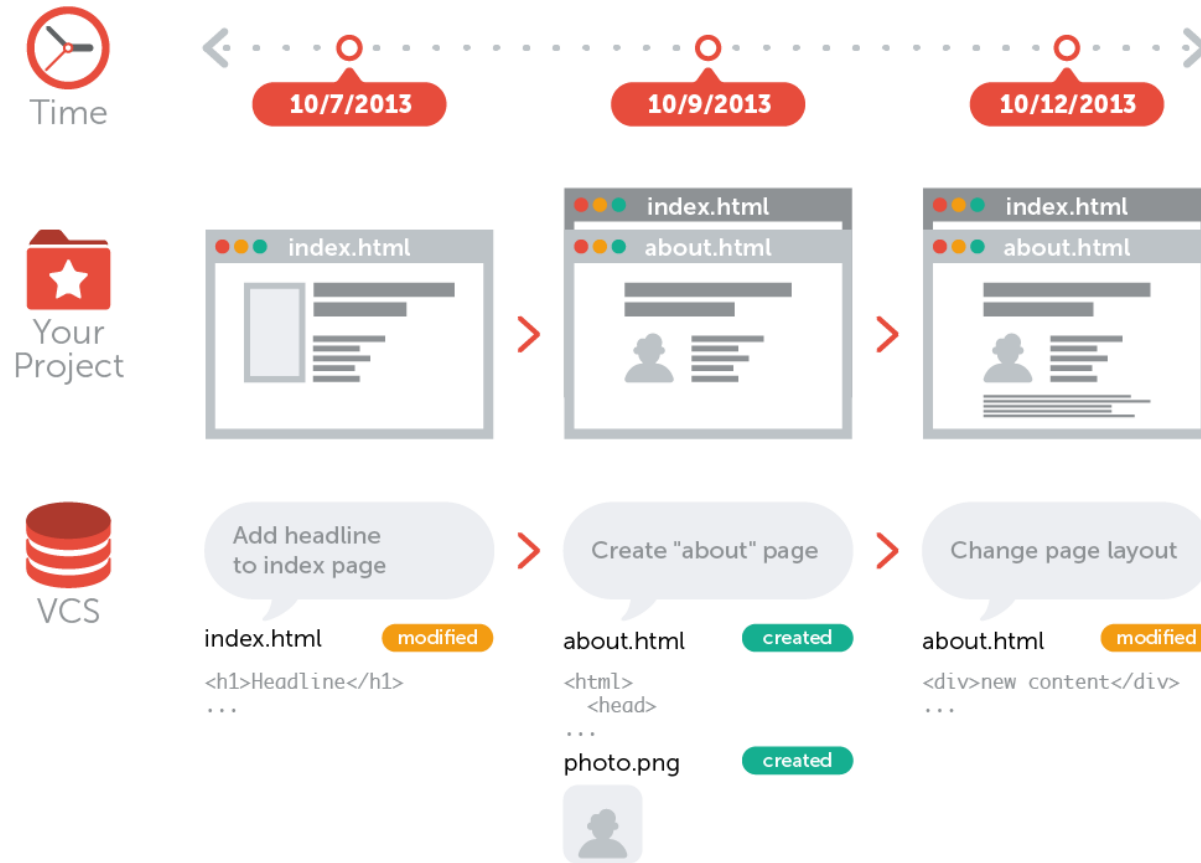 Time
10/7/2013
10/9/2013
10/12/2013
Your
Project
index.html
index.html
about.html
index.html
about.html
VCS
Add headline
to index page
index.html modified
<h1>Headline</h1>
...
Create "about" page
about.html created
<html>
<head>
...
photo.png created
Change page layout
about.html modified
<div>new content</div>
...